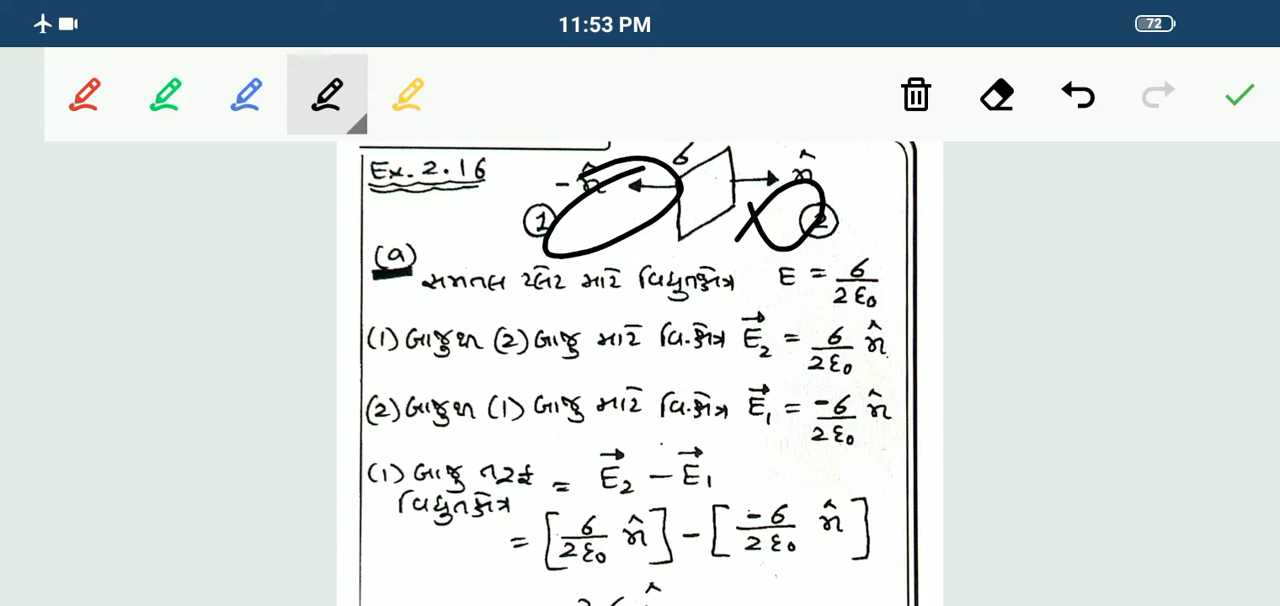 11:53 PM
72
Ex. 2.16
σ
- n̂
n̂
1
2
(a)
સમતલ પ્લેટ માટે વિદ્યુતક્ષેત્ર E = σ / 2ε₀
(1) બાજુથી (2) બાજુ માટે વિ.ક્ષેત્ર E⃗₂ = σ / 2ε₀ n̂
(2) બાજુથી (1) બાજુ માટે વિ.ક્ષેત્ર E⃗₁ = -σ / 2ε₀ n̂
(1) બાજુ તરફ
વિદ્યુતક્ષેત્ર = E⃗₂ - E⃗₁
= [σ / 2ε₀ n̂] - [-σ / 2ε₀ n̂]